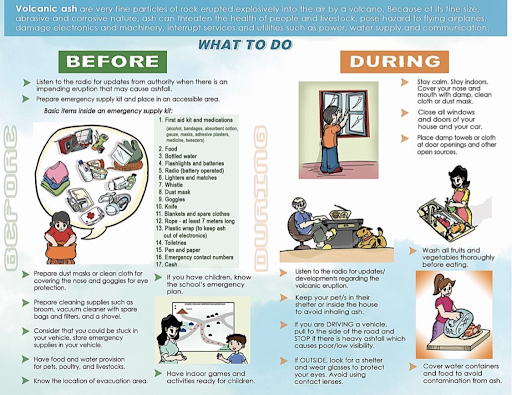 Volcanic ash are very fine particles of rock erupted explosively into the air by a volcano. Because of its fine size,
abrasive and corrosive nature, ash can threaten the health of people and livestock, pose hazard to flying airplanes,
damage electronics and machinery, interrupt services and utilities such as power, water supply and communication.
WHAT TO DO
BEFORE
Listen to the radio for updates from authority when there is an
impending eruption that may cause ashfall.
Prepare emergency supply kit and place in an accessible area.
Basic items inside an emergency supply kit:
1. First aid kit and medications
(alcohol, bandages, absorbent cotton,
gauze, masks, adhesive plasters,
medicine, tweezers)
2. Food
3. Bottled water
4. Flashlights and batteries
5. Radio (battery operated)
6. Lighters and matches
7. Whistle
8. Dust mask
9. Goggles
10. Knife
11. Blankets and spare clothes
12. Rope - at least 7 meters long
13. Plastic wrap (to keep ash
out of electronics)
14. Toiletries
15. Pen and paper
16. Emergency contact numbers
17. Cash
BEFORE
Prepare dust masks or clean cloth for
covering the nose and goggles for eye
protection.
Prepare cleaning supplies such as
broom, vacuum cleaner with spare
bags and filters, and a shovel.
Consider that you could be stuck in
your vehicle, store emergency
supplies in your vehicle.
Have food and water provision
for pets, poultry, and livestocks.
Know the location of evacuation area.
If you have children, know
the school's emergency
plan.
Have indoor games and
activities ready for children.
DURING
DURING
Stay calm. Stay indoors.
Cover your nose and
mouth with damp, clean
cloth or dust mask.
Close all windows
and doors of your
house and your car.
Place damp towels or cloth
at door openings and other
open sources.
Listen to the radio for updates/
developments regarding the
volcanic eruption.
Keep your pet/s in their
shelter or inside the house
to avoid inhaling ash.
If you are DRIVING a vehicle,
pull to the side of the road and
STOP if there is heavy ashfall which
causes poor/low visibility.
If OUTSIDE, look for a shelter
and wear glasses to protect
your eyes. Avoid using
contact lenses.
Wash all fruits and
vegetables thoroughly
before eating.
Cover water containers
and food to avoid
contamination from ash.